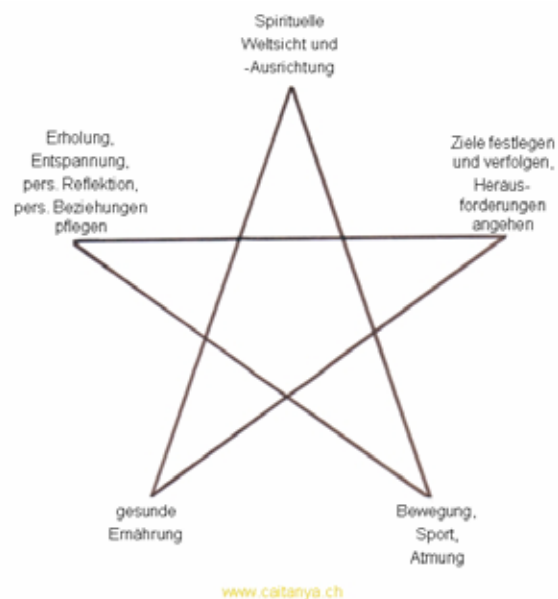 Spirituelle
Weltsicht und
-Ausrichtung
Erholung,
Entspannung,
pers. Reflektion,
pers. Beziehungen
pflegen
Ziele festlegen
und verfolgen,
Heraus-
forderungen
angehen
gesunde
Ernährung
Bewegung,
Sport,
Atmung
www.caitanya.ch